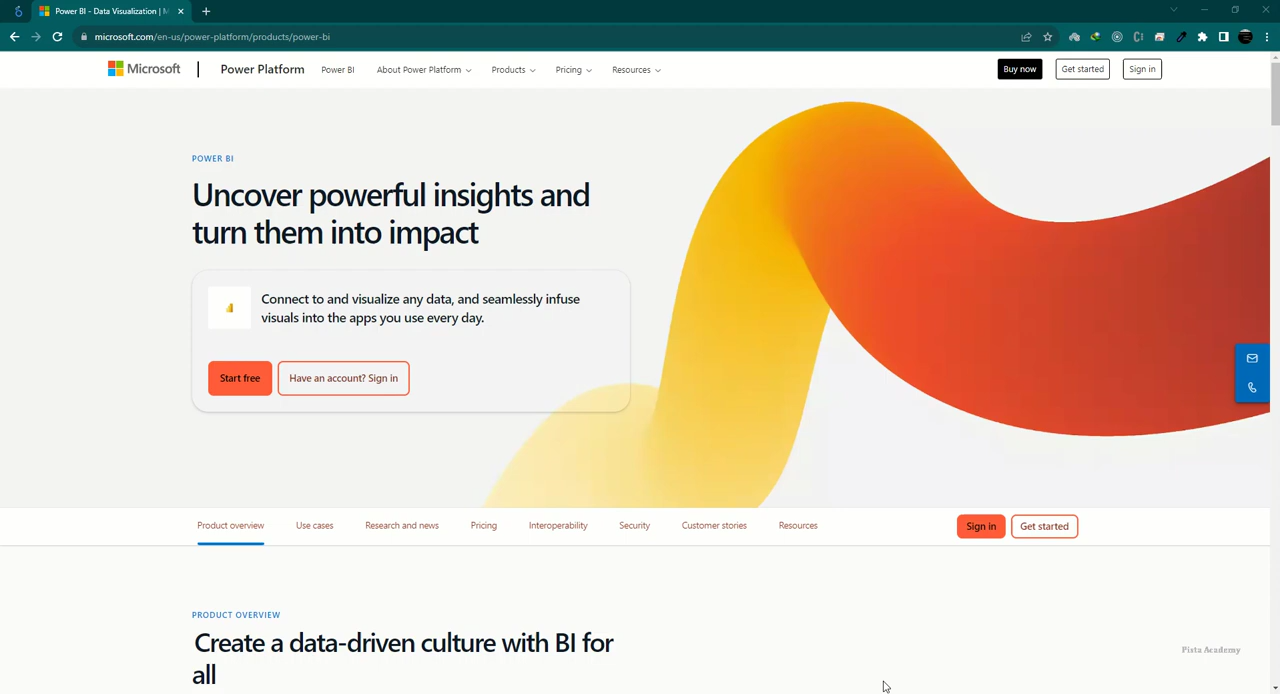 Power BI - Data Visualization | M
microsoft.com/en-us/power-platform/products/power-bi
Microsoft
Power Platform
Power BI
About Power Platform
Products
Pricing
Resources
Buy now
Get started
Sign in
POWER BI
Uncover powerful insights and
turn them into impact
Connect to and visualize any data, and seamlessly infuse
visuals into the apps you use every day.
Start free
Have an account? Sign in
Product overview
Use cases
Research and news
Pricing
Interoperability
Security
Customer stories
Resources
Sign in
Get started
PRODUCT OVERVIEW
Create a data-driven culture with BI for
all
Pista Academy